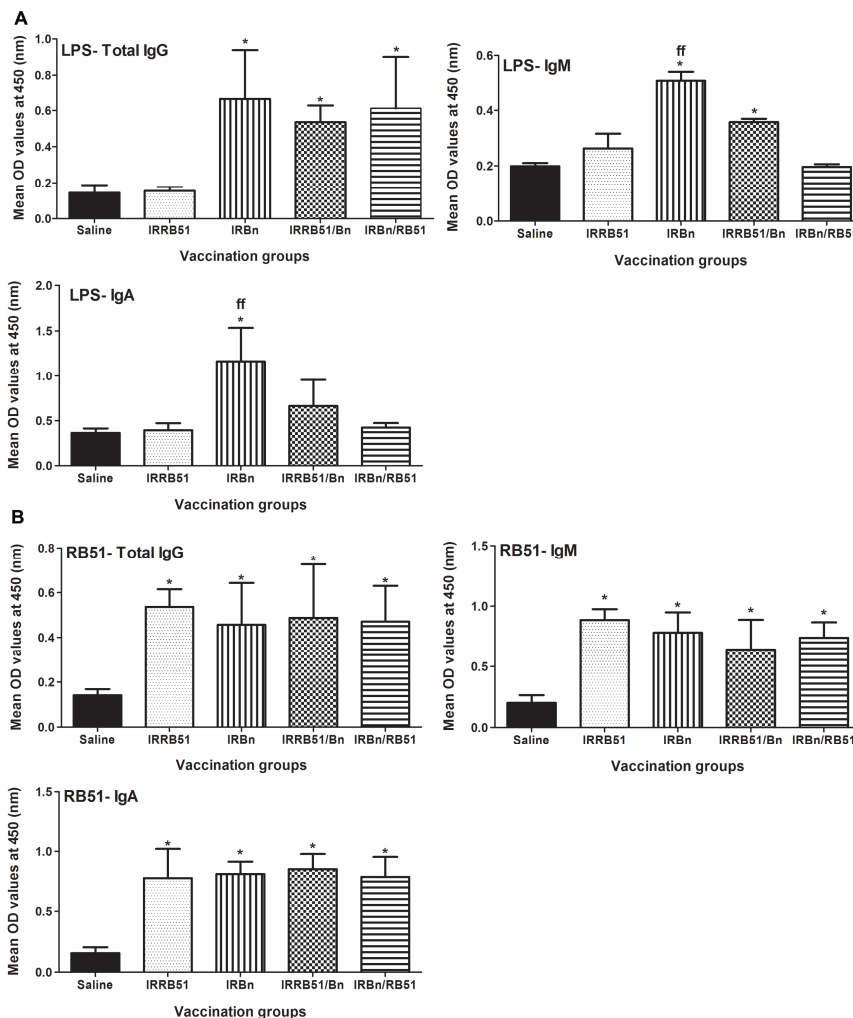 A
LPS- Total IgG
Mean OD values at 450 (nm)
1.0
0.8
0.6
0.4
0.2
0.0
* * *
Saline IRRB51 IRBn IRRB51/Bn IRBn/RB51
Vaccination groups
LPS- IgM
Mean OD values at 450 (nm)
0.6
0.4
0.2
0.0
ff
* *
Saline IRRB51 IRBn IRRB51/Bn IRBn/RB51
Vaccination groups
LPS- IgA
Mean OD values at 450 (nm)
2.0
1.5
1.0
0.5
0.0
ff
*
Saline IRRB51 IRBn IRRB51/Bn IRBn/RB51
Vaccination groups
B
RB51- Total IgG
Mean OD values at 450 (nm)
0.8
0.6
0.4
0.2
0.0
* * * *
Saline IRRB51 IRBn IRRB51/Bn IRBn/RB51
Vaccination groups
RB51- IgM
Mean OD values at 450 (nm)
1.5
1.0
0.5
0.0
* * * *
Saline IRRB51 IRBn IRRB51/Bn IRBn/RB51
Vaccination groups
RB51- IgA
Mean OD values at 450 (nm)
1.5
1.0
0.5
0.0
* * * *
Saline IRRB51 IRBn IRRB51/Bn IRBn/RB51
Vaccination groups